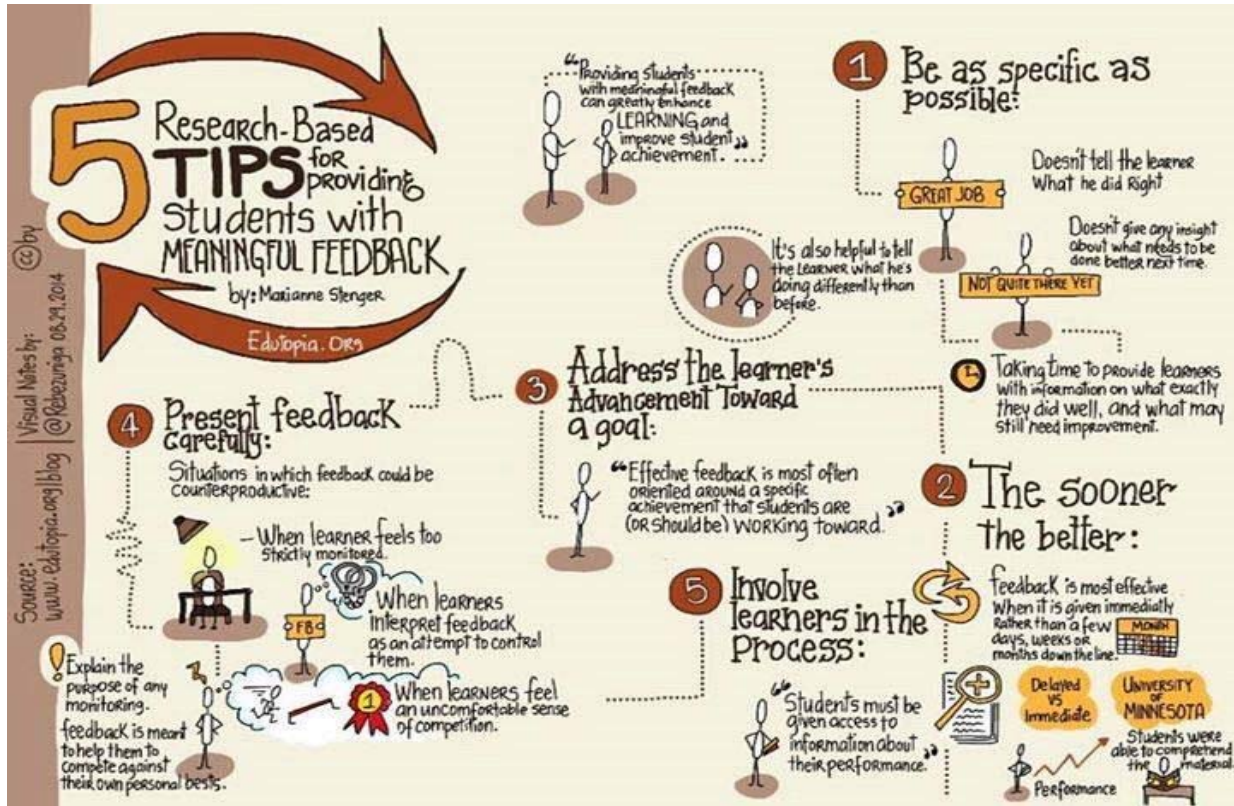 5
Research-Based
TIPS for
providing
Students with
MEANINGFUL FEEDBACK
by: Marianne Stenger
Edutopia.Org
Source:
www.edutopia.org/blog | Visual Notes by:
@Rebezuniga 08.29.2014
(cc) by
“Providing students
with meaningful feedback
can greatly enhance
LEARNING and
improve student
achievement.”
1 Be as specific as
possible:
GREAT JOB
Doesn't tell the learner
What he did Right
NOT QUITE THERE YET
Doesn't give any insight
about what needs to be
done better next time.
Taking time to provide learners
with information on what exactly
they did well, and what may
still need improvement.
It's also helpful to tell
the Learner what he's
doing differently than
before.
2 The sooner
the better:
feedback is most effective
When it is given immediatly
Rather than a few
days, weeks or
months down the line.
MONTH
Delayed
VS
Immediate
UNIVERSITY
OF
MINNESOTA
Performance
Students were
able to comprehend
the material.
3 Address the learner's
Advancement Toward
a goal:
“Effective feedback is most often
oriented around a specific
achievement that students are
(OR should be) WORKING toward.”
4 Present feedback
carefully:
Situations in which feedback could be
counterproductive:
— When learner feels too
strictly monitored.
FB
When learners
interpret feedback
as an attempt to control
them.
1
When learners feel
an uncomfortable sense
of competition.
! Explain the
purpose of any
monitoring.
feedback is meant
to help them to
compete against
their own personal bests.
5 Involve
learners in the
Process:
“Students must be
given access to
information about
their performance.”